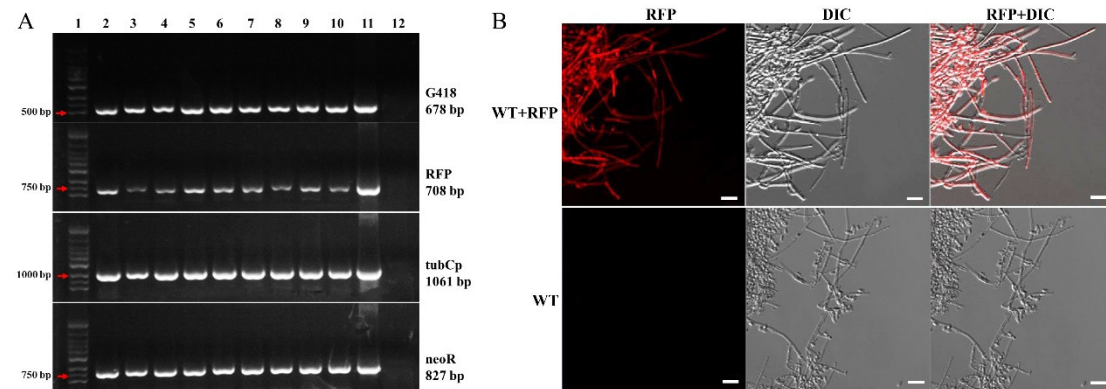 A
1 2 3 4 5 6 7 8 9 10 11 12
500 bp
G418
678 bp
750 bp
RFP
708 bp
1000 bp
tubCp
1061 bp
750 bp
neoR
827 bp
B
RFP DIC RFP+DIC
WT+RFP
WT